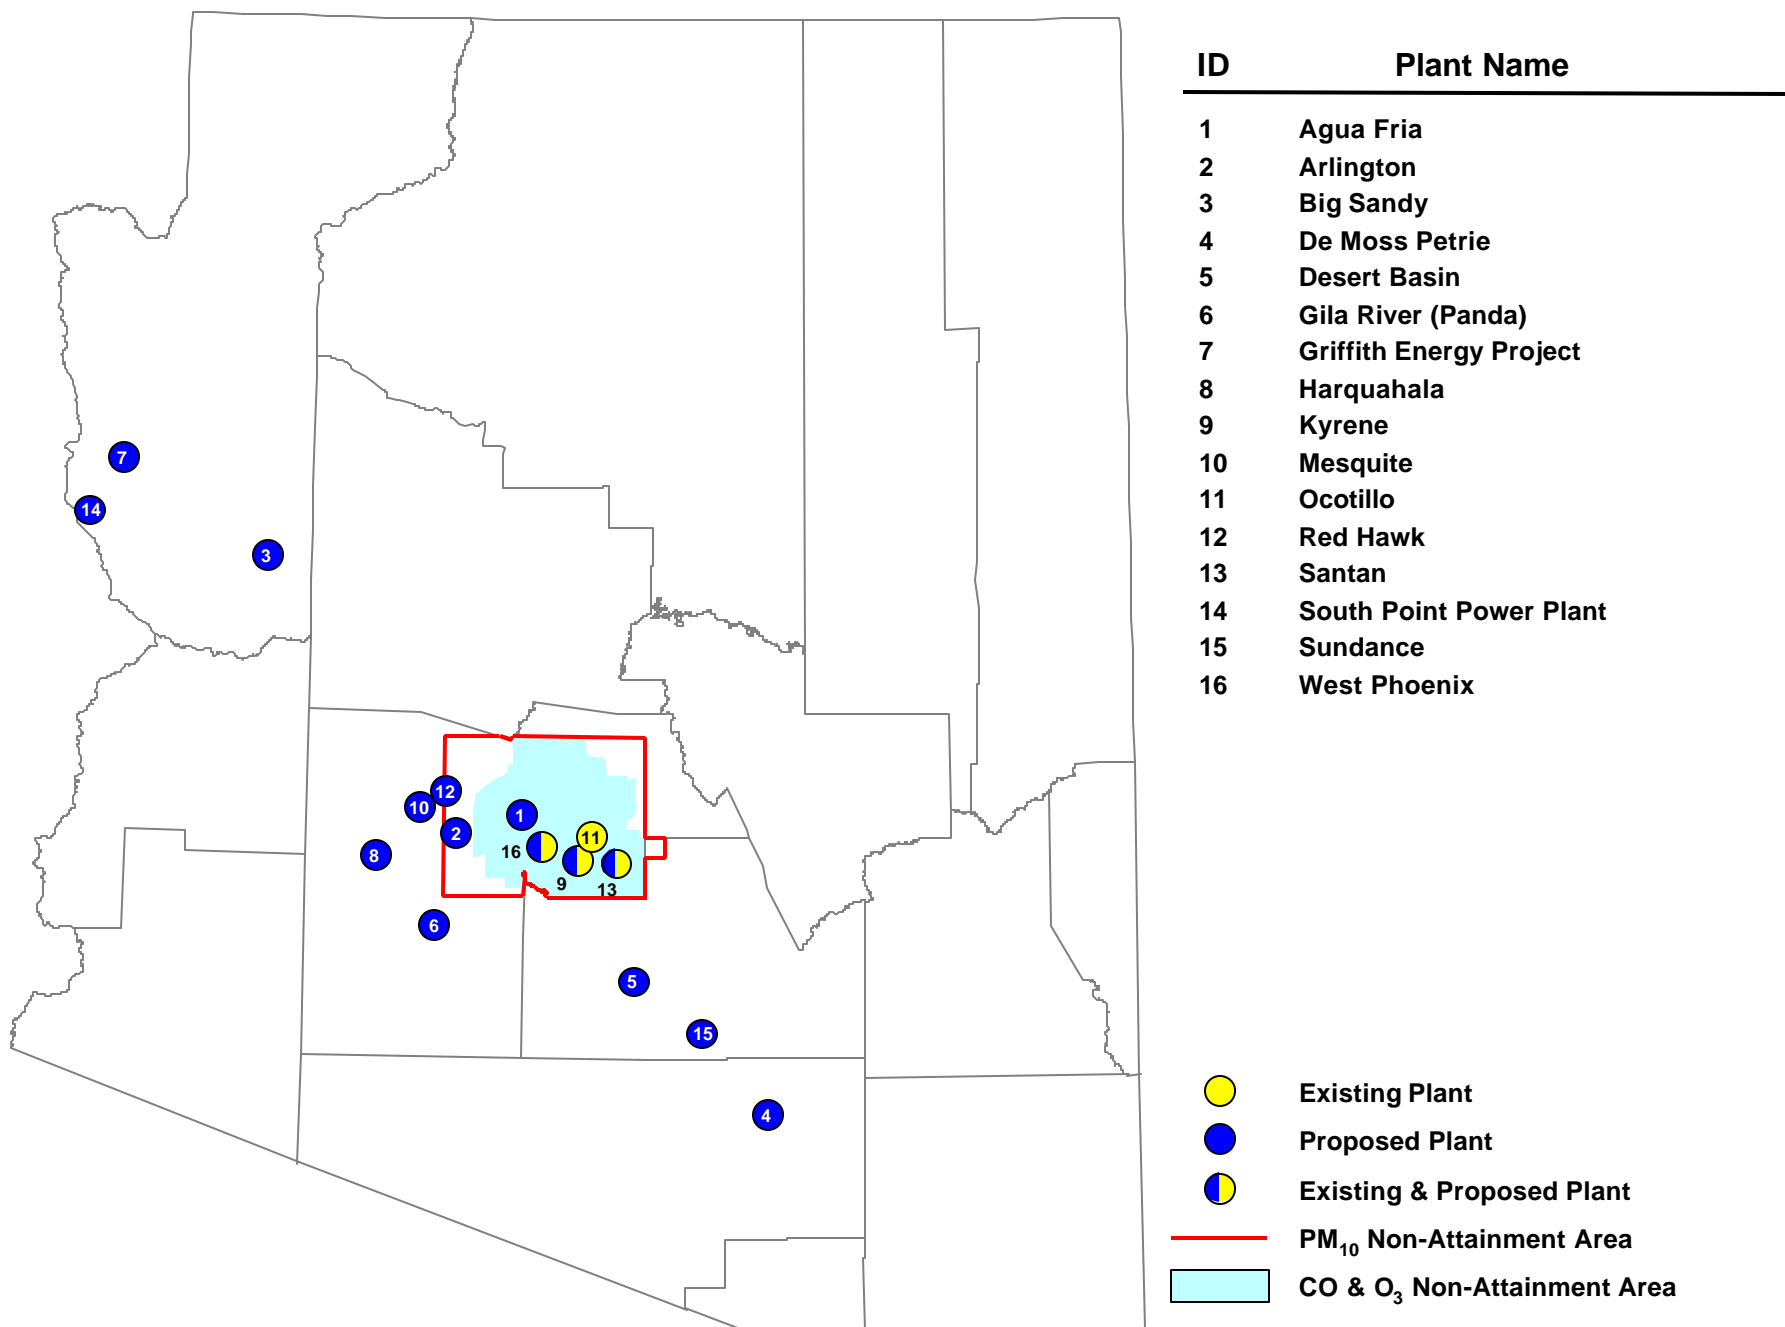 ID Plant Name
1 Agua Fria
2 Arlington
3 Big Sandy
4 De Moss Petrie
5 Desert Basin
6 Gila River (Panda)
7 Griffith Energy Project
8 Harquahala
9 Kyrene
10 Mesquite
11 Ocotillo
12 Red Hawk
13 Santan
14 South Point Power Plant
15 Sundance
16 West Phoenix
7
14
3
12
10
1
2
11
16
8
9
13
6
5
15
4
Existing Plant
Proposed Plant
Existing & Proposed Plant
PM₁₀ Non-Attainment Area
CO & O₃ Non-Attainment Area